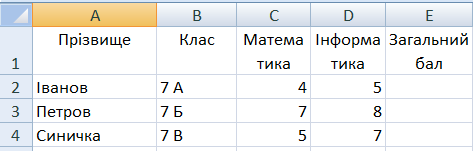 A B C D E
Прізвище Клас Матема Інформа Загальний
1 тика тика бал
2 Іванов 7 А 4 5
3 Петров 7 Б 7 8
4 Синичка 7 В 5 7